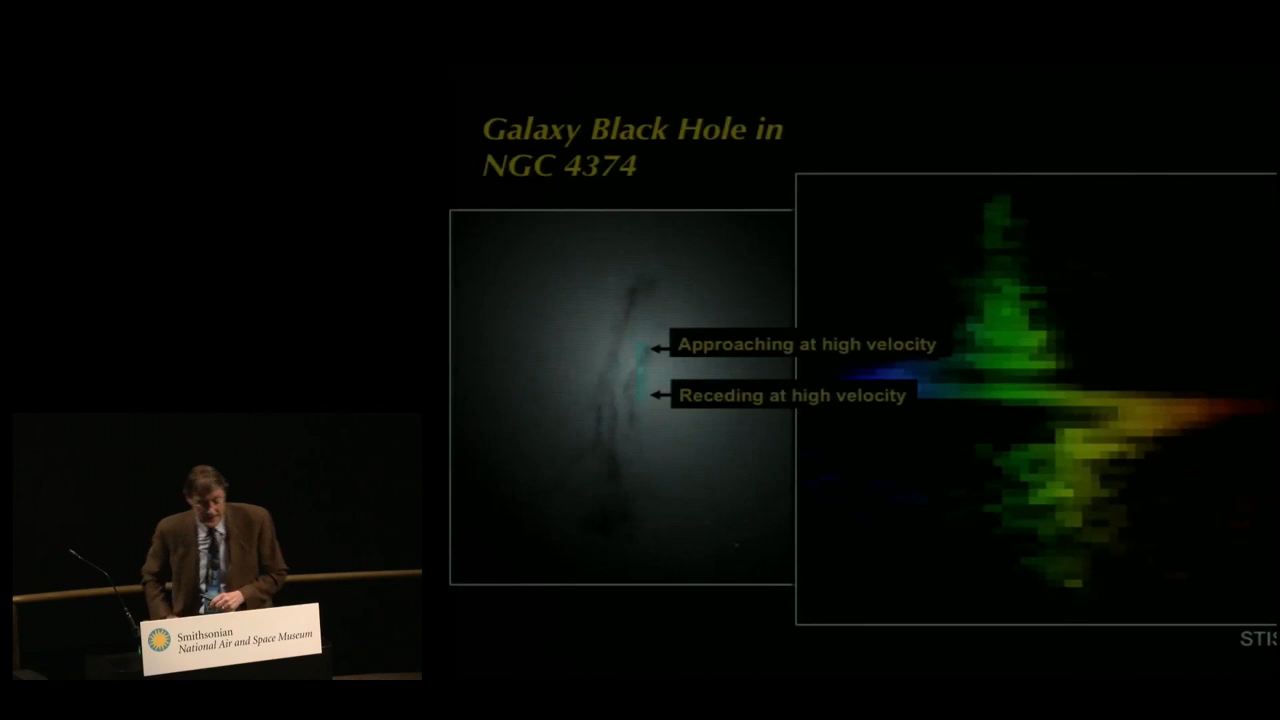 Galaxy Black Hole in
NGC 4374
Approaching at high velocity
Receding at high velocity
Smithsonian
National Air and Space Museum